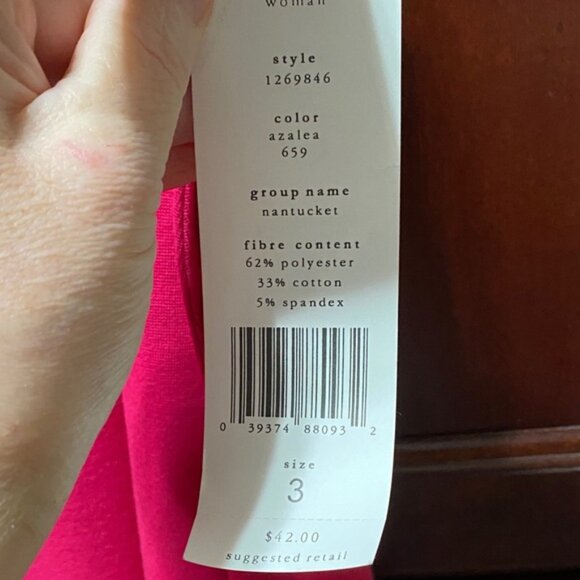 woman
style
1269846
color
azalea
659
group name
nantucket
fibre content
62% polyester
33% cotton
5% spandex
0 39374 88093 2
size
3
$42.00
suggested retail